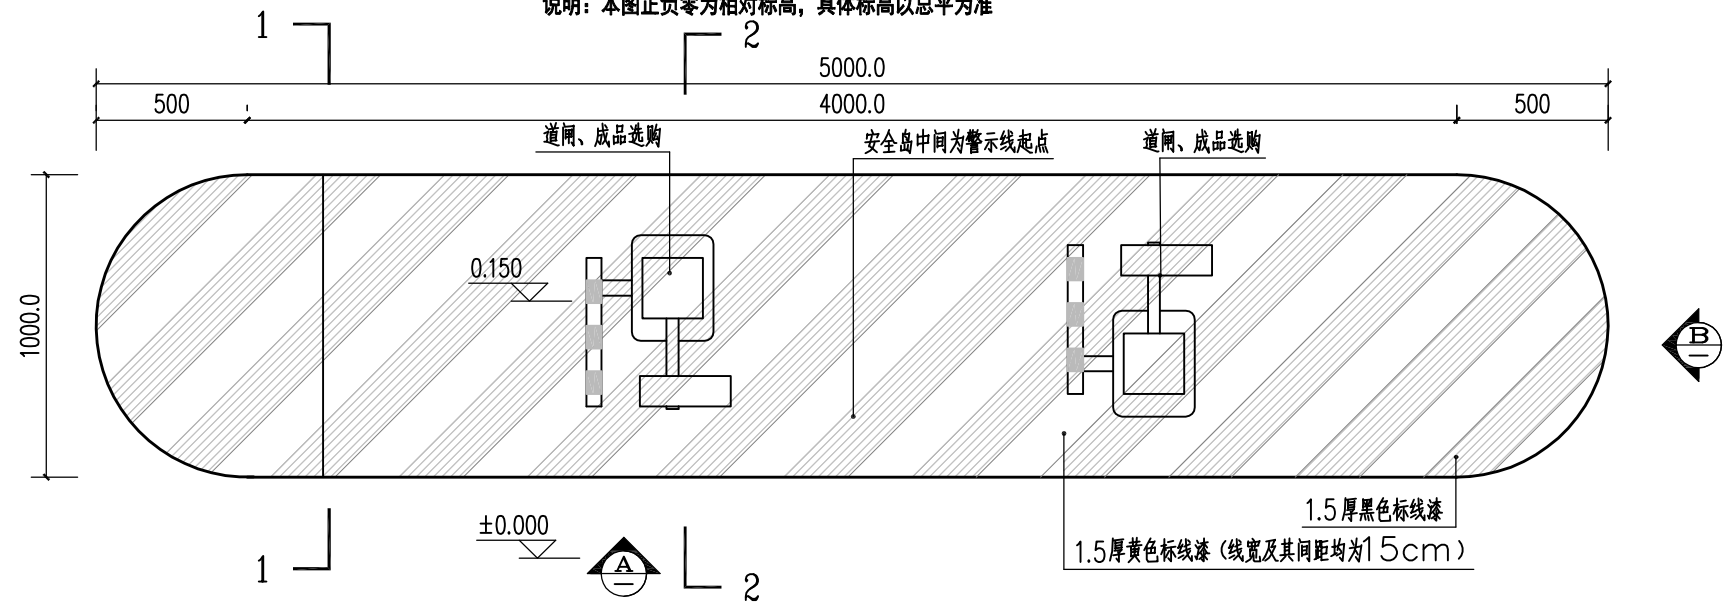 说明：本图正负零为相对标高，具体标高以总平为准
1
2
5000.0
500
4000.0
500
道闸、成品选购
安全岛中间为警示线起点
道闸、成品选购
0.150
1000.0
B
1.5厚黑色标线漆
±0.000
1.5厚黄色标线漆（线宽及其间距均为15cm）
A
1
2